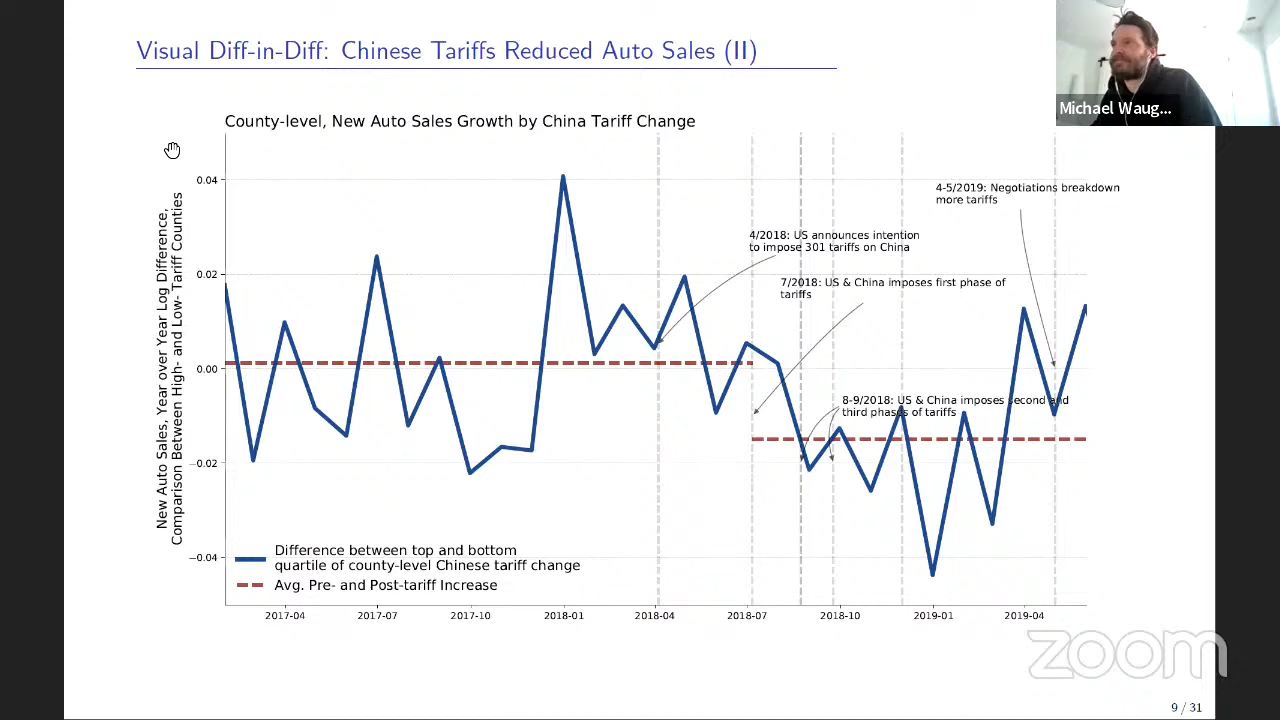 Visual Diff-in-Diff: Chinese Tariffs Reduced Auto Sales (II)
Michael Waug...
County-level, New Auto Sales Growth by China Tariff Change
New Auto Sales, Year over Year Log Difference,
Comparison Between High- and Low- Tariff Counties
0.04
0.02
0.00
−0.02
−0.04
4-5/2019: Negotiations breakdown
more tariffs
4/2018: US announces intention
to impose 301 tariffs on China
7/2018: US & China imposes first phase of
tariffs
8-9/2018: US & China imposes second and
third phases of tariffs
Difference between top and bottom
quartile of county-level Chinese tariff change
Avg. Pre- and Post-tariff Increase
2017-04 2017-07 2017-10 2018-01 2018-04 2018-07 2018-10 2019-01 2019-04
zoom
9 / 31